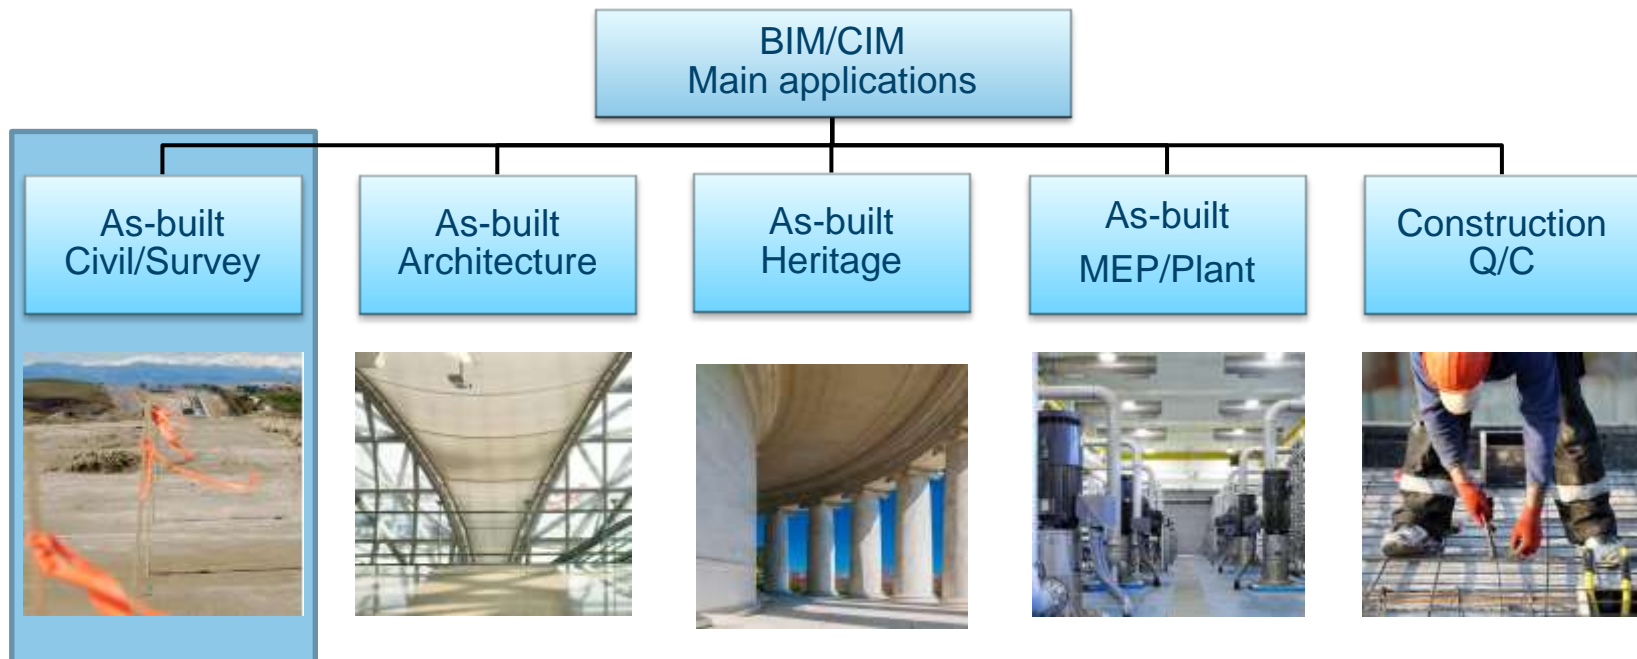 BIM/CIM
Main applications
As-built
Civil/Survey
As-built
Architecture
As-built
Heritage
As-built
MEP/Plant
Construction
Q/C